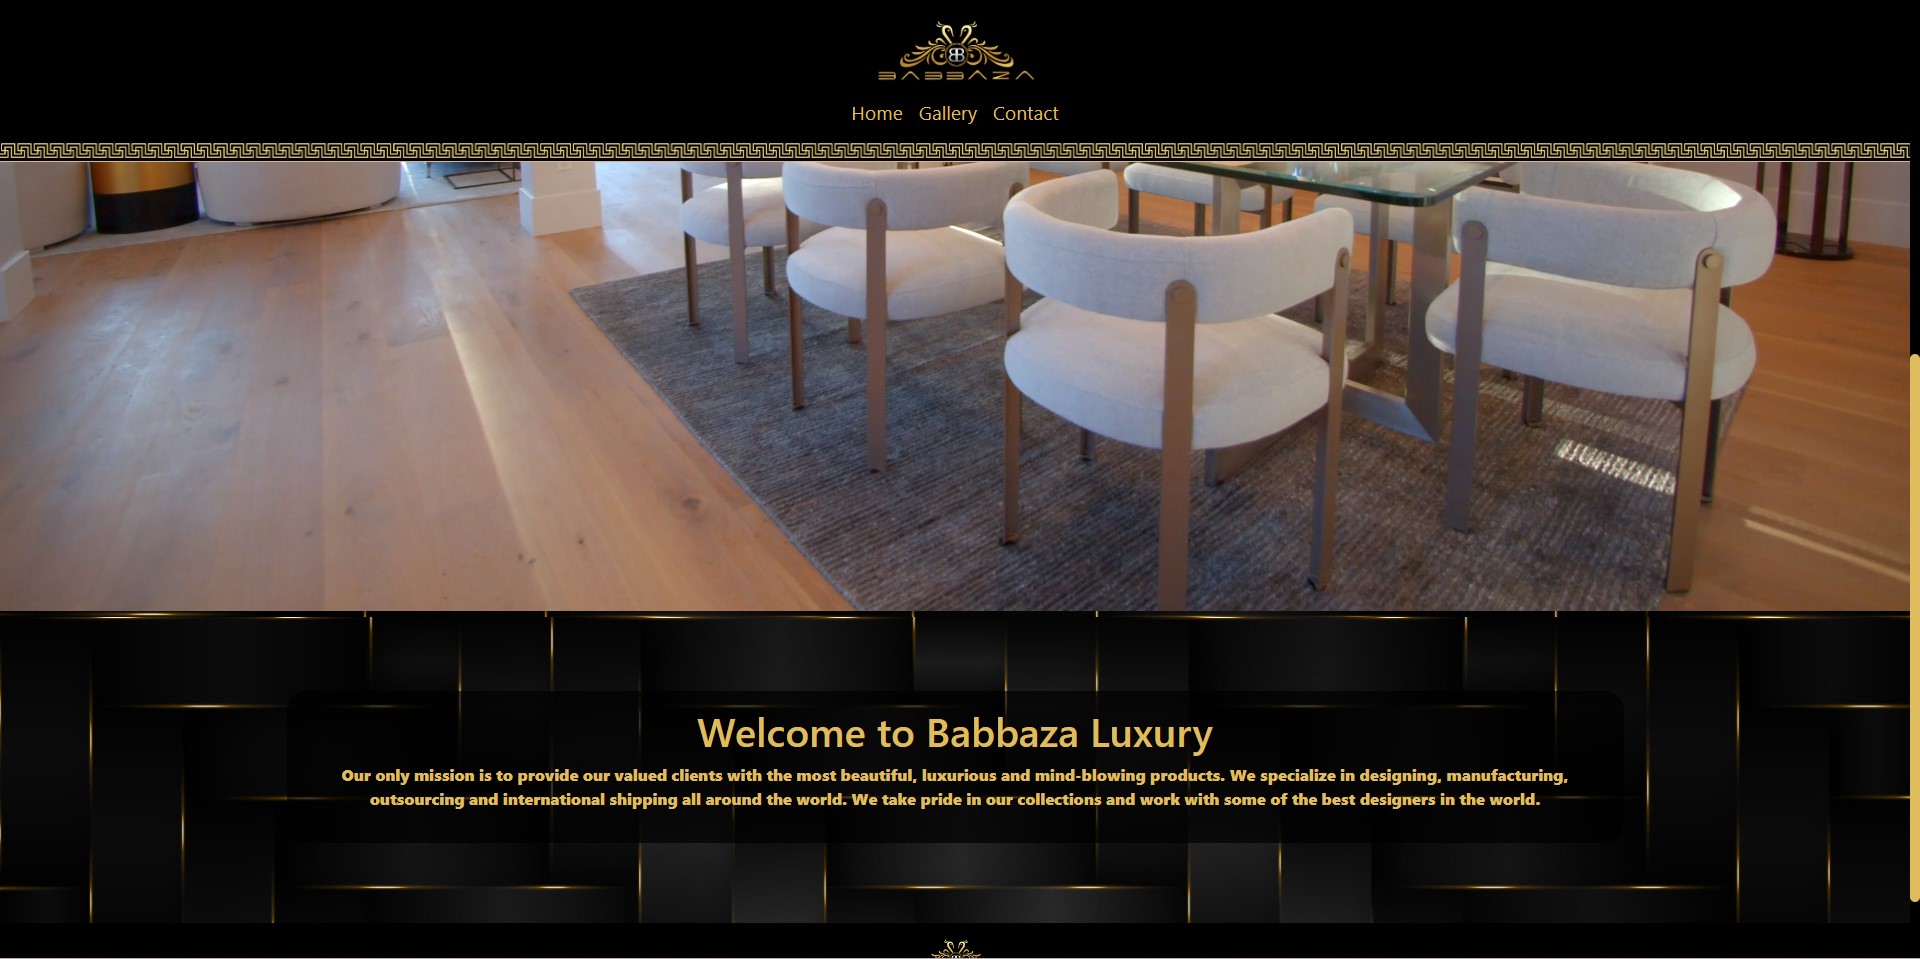 BABBAZA
Home Gallery Contact
Welcome to Babbaza Luxury
Our only mission is to provide our valued clients with the most beautiful, luxurious and mind-blowing products. We specialize in designing, manufacturing,
outsourcing and international shipping all around the world. We take pride in our collections and work with some of the best designers in the world.